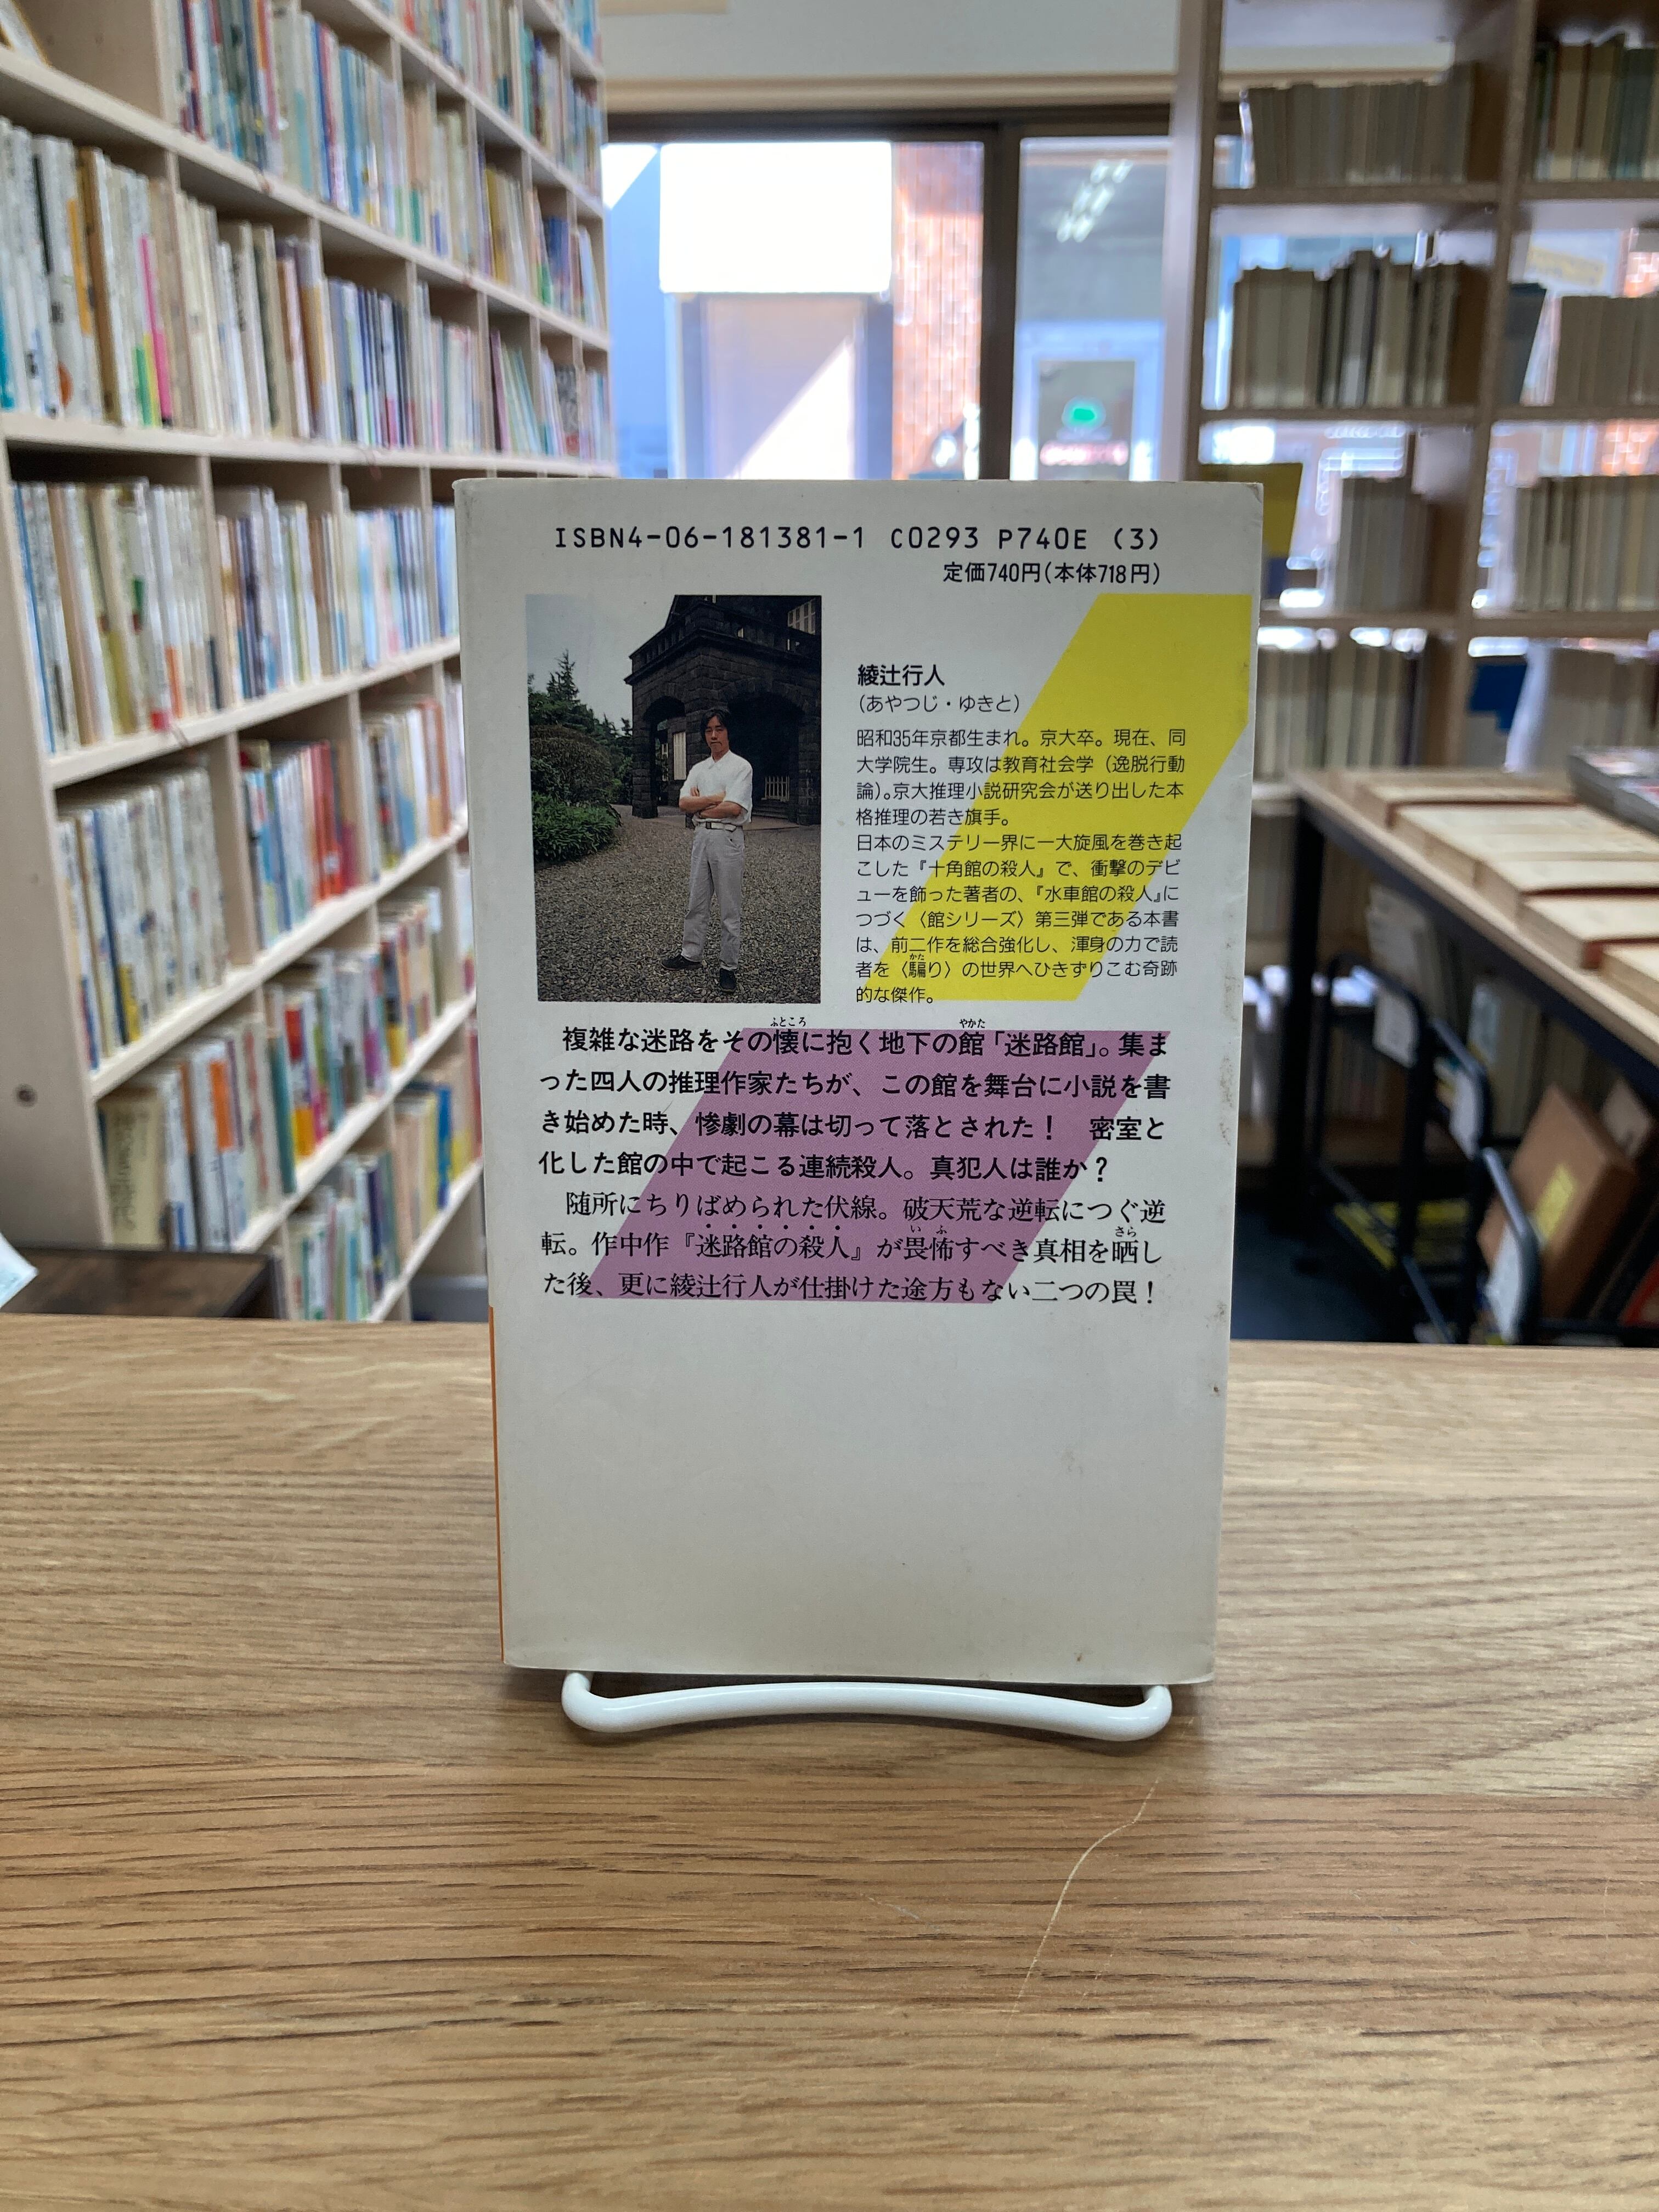 ISBN4-06-181381-1 C0293 P740E (3)
定価740円(本体718円)
綾辻行人
(あやつじ・ゆきと)
昭和35年京都生まれ。京大卒。現在、同
大学院生。専攻は教育社会学(逸脱行動
論)。京大推理小説研究会が送り出した本
格推理の若き旗手。
日本のミステリー界に一大旋風を巻き起
こした『十角館の殺人』で、衝撃のデビ
ューを飾った著者の、『水車館の殺人』に
つづく〈館シリーズ〉第三弾である本書
は、前二作を総合強化し、渾身の力で読
かた
者を〈騙り〉の世界へひきずりこむ奇跡
的な傑作。
ふところ やかた
複雑な迷路をその懐に抱く地下の館「迷路館」。集ま
った四人の推理作家たちが、この館を舞台に小説を書
き始めた時、惨劇の幕は切って落とされた! 密室と
化した館の中で起こる連続殺人。真犯人は誰か?
随所にちりばめられた伏線。破天荒な逆転につぐ逆
いふ さら
転。作中作『迷路館の殺人』が畏怖すべき真相を晒し
た後、更に綾辻行人が仕掛けた途方もない二つの罠!